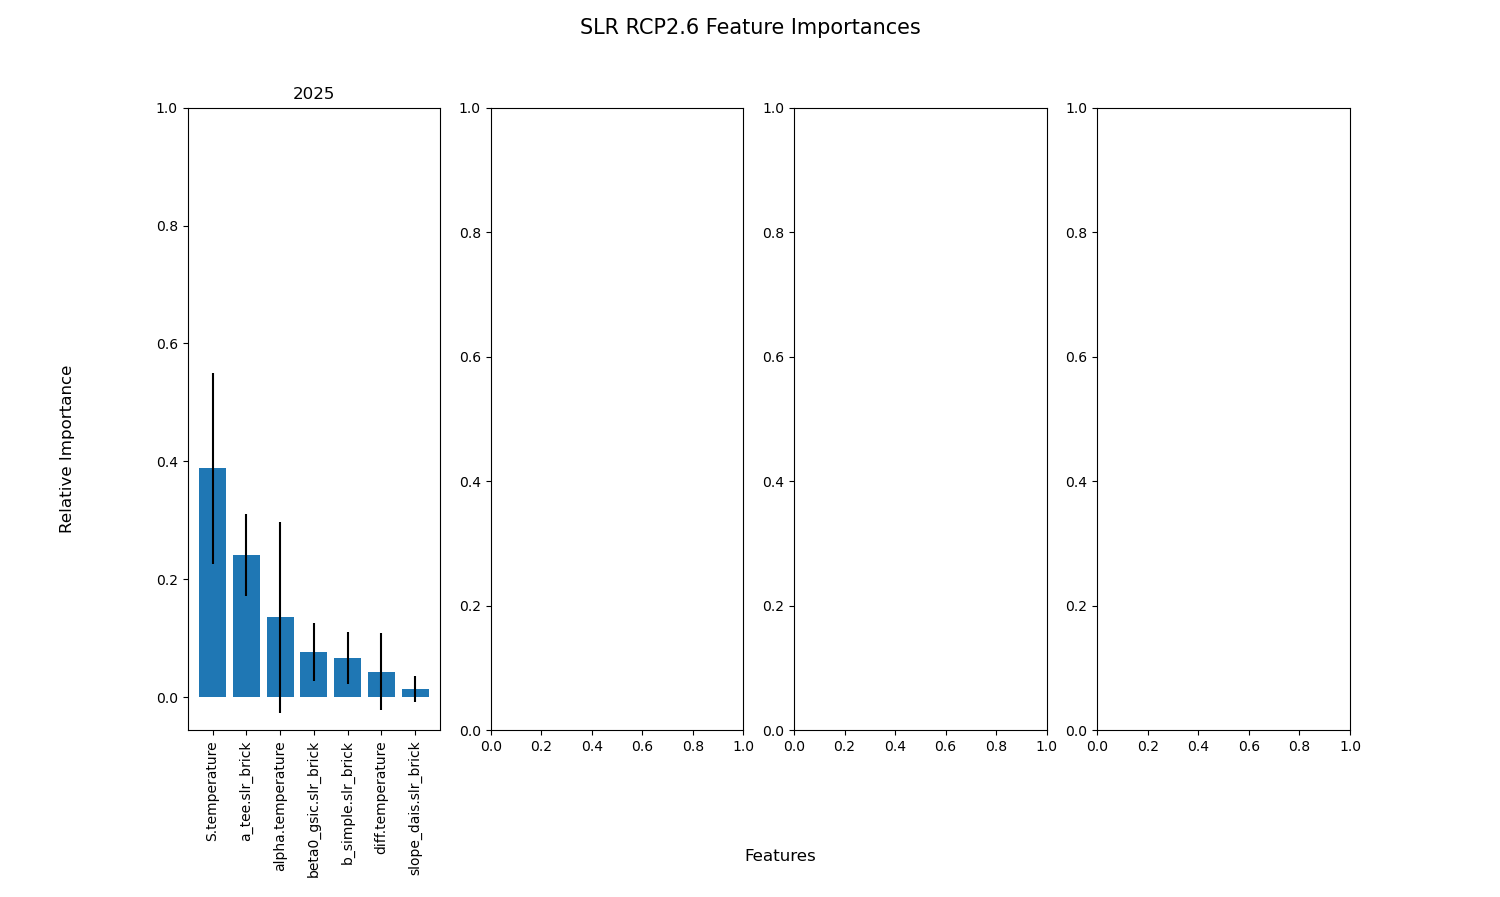 SLR RCP2.6 Feature Importances
2025
Relative Importance
1.0
0.8
0.6
0.4
0.2
0.0
S.temperature
a_tee.slr_brick
alpha.temperature
beta0_gsic.slr_brick
b_simple.slr_brick
diff.temperature
slope_dais.slr_brick
1.0
0.8
0.6
0.4
0.2
0.0
0.0 0.2 0.4 0.6 0.8 1.0
1.0
0.8
0.6
0.4
0.2
0.0
0.0 0.2 0.4 0.6 0.8 1.0
1.0
0.8
0.6
0.4
0.2
0.0
0.0 0.2 0.4 0.6 0.8 1.0
Features